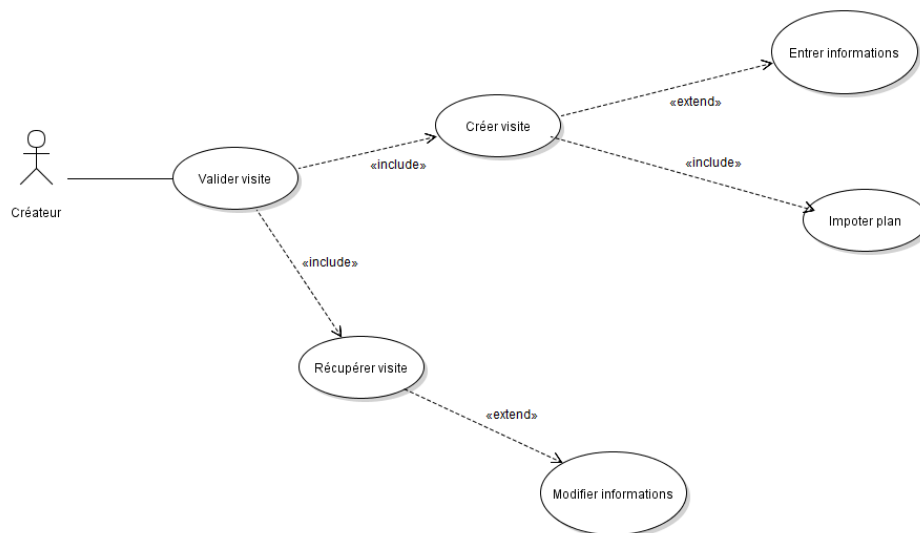 Entrer informations
«extend»
Créer visite
«include»
«include»
Valider visite
Créateur
Impoter plan
«include»
Récupérer visite
«extend»
Modifier informations